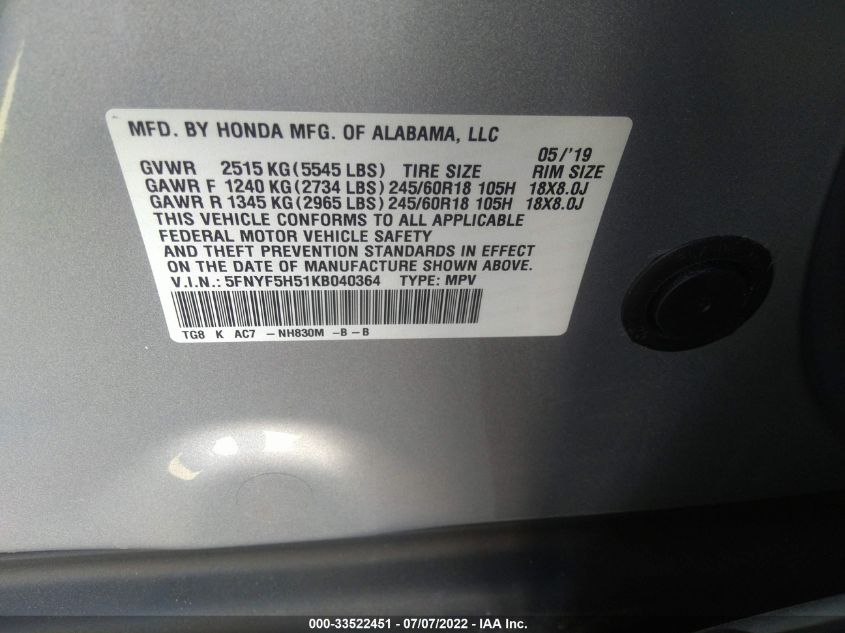 MFD. BY HONDA MFG. OF ALABAMA, LLC
05/'19
GVWR 2515 KG(5545 LBS) TIRE SIZE RIM SIZE
GAWR F 1240 KG(2734 LBS)245/60R18 105H 18X8.0J
GAWR R 1345 KG(2965 LBS)245/60R18 105H 18X8.0J
THIS VEHICLE CONFORMS TO ALL APPLICABLE
FEDERAL MOTOR VEHICLE SAFETY
AND THEFT PREVENTION STANDARDS IN EFFECT
ON THE DATE OF MANUFACTURE SHOWN ABOVE.
V.I.N.: 5FNYF5H51KB040364 TYPE: MPV
TG8 K AC7 -NH830M -B-B
000-33522451 - 07/07/2022 - IAA Inc.